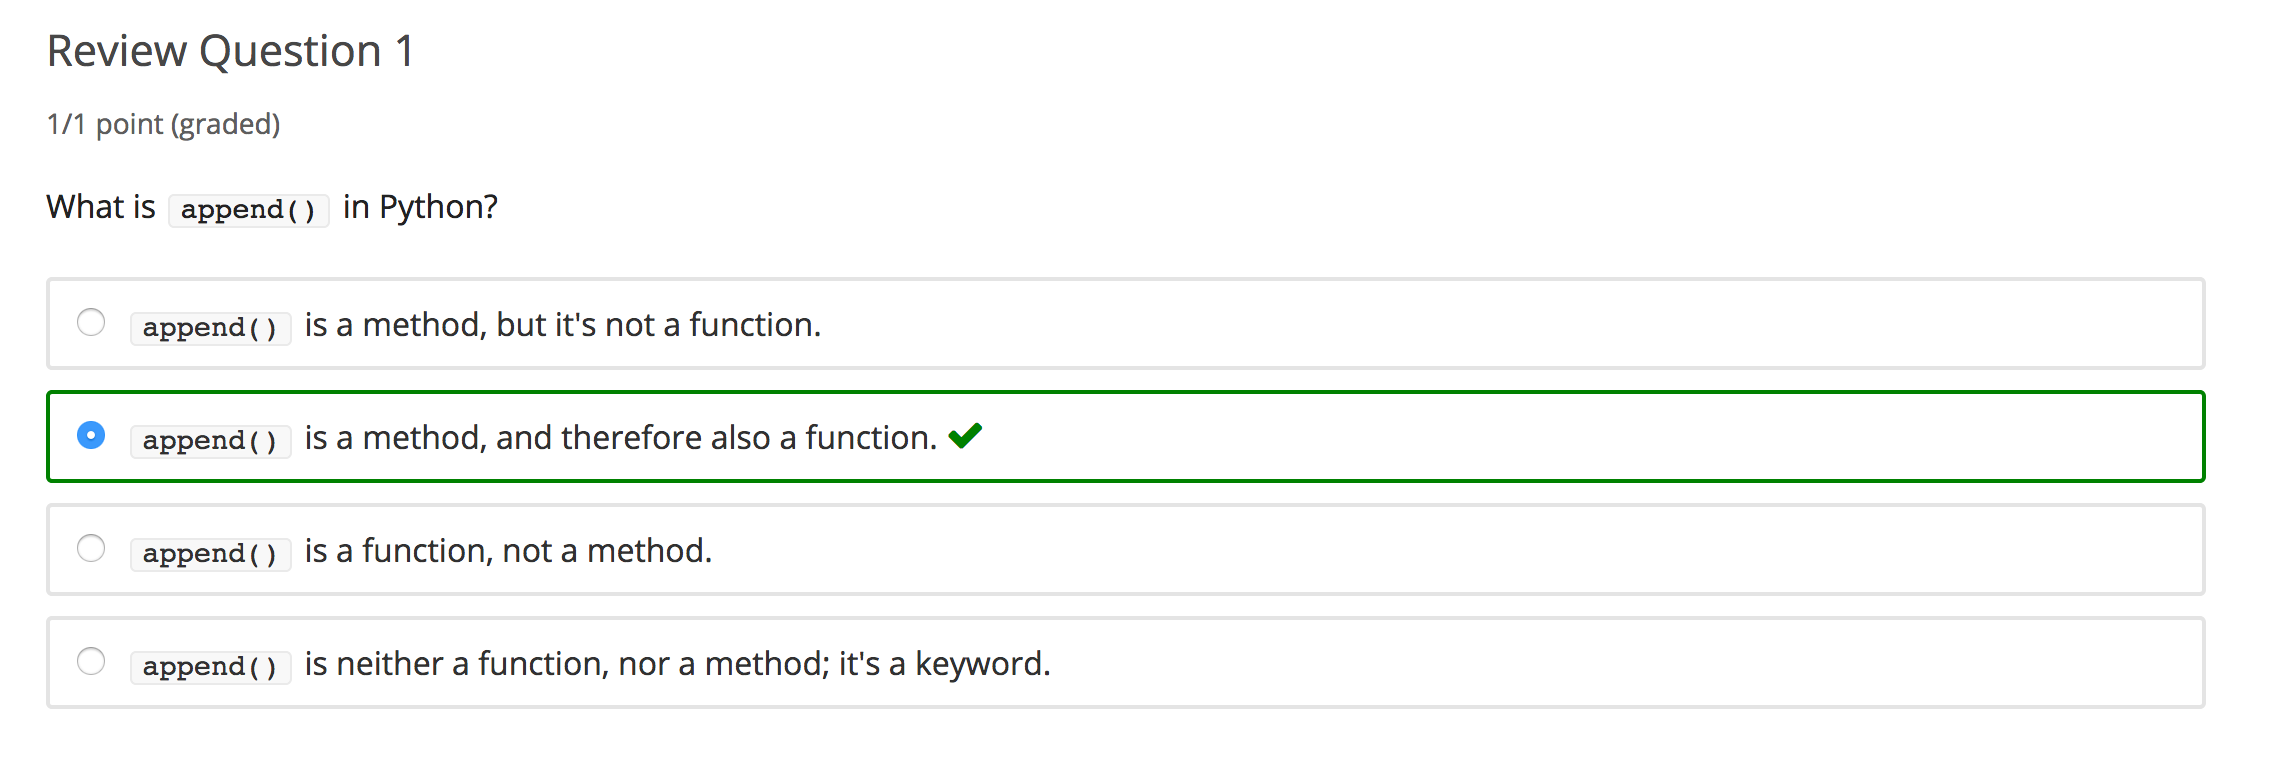 Review Question 1
1/1 point (graded)
What is append() in Python?
append() is a method, but it's not a function.
append() is a method, and therefore also a function.
append() is a function, not a method.
append() is neither a function, nor a method; it's a keyword.